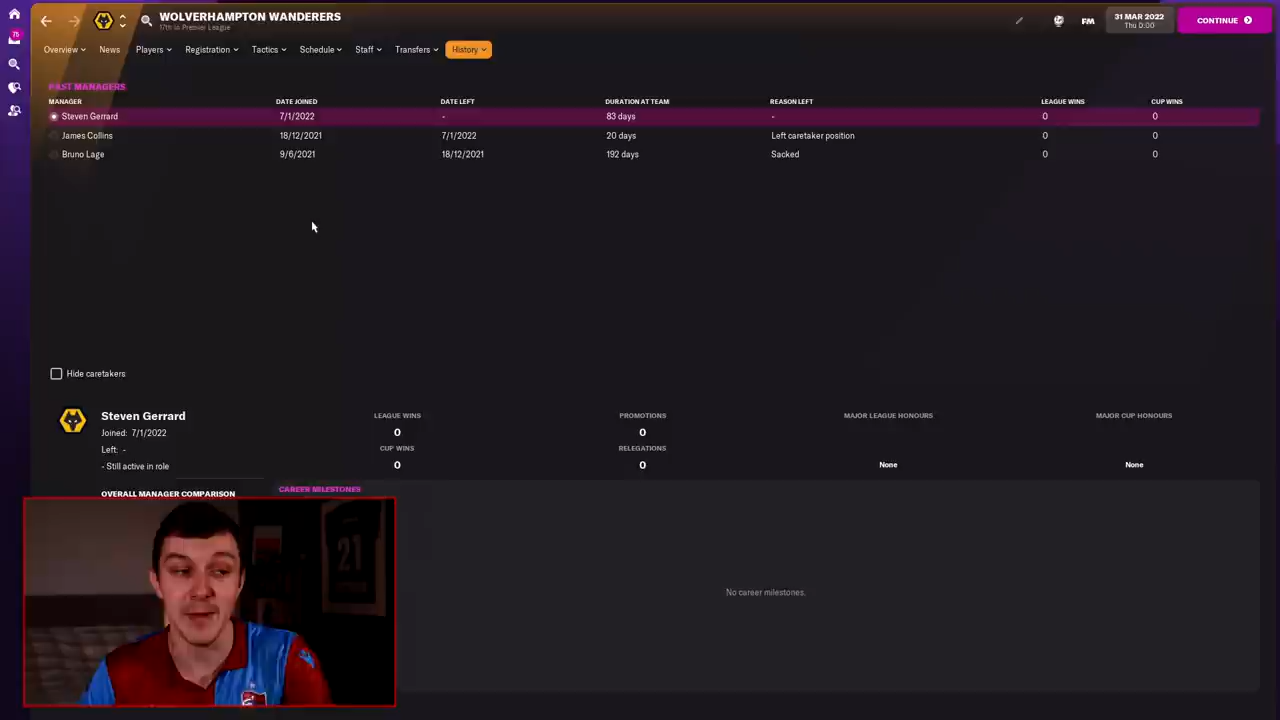 WOLVERHAMPTON WANDERERS
17th in Premier League
31 MAR 2022
Thu 0:00
CONTINUE
FM
75
Overview News Players Registration Tactics Schedule Staff Transfers History
PAST MANAGERS
MANAGER DATE JOINED DATE LEFT DURATION AT TEAM REASON LEFT LEAGUE WINS CUP WINS
Steven Gerrard 7/1/2022 - 83 days - 0 0
James Collins 18/12/2021 7/1/2022 20 days Left caretaker position 0 0
Bruno Lage 9/6/2021 18/12/2021 192 days Sacked 0 0
Hide caretakers
Steven Gerrard
Joined: 7/1/2022
Left: -
- Still active in role
LEAGUE WINS PROMOTIONS MAJOR LEAGUE HONOURS MAJOR CUP HONOURS
0 0
CUP WINS RELEGATIONS
0 0 None None
OVERALL MANAGER COMPARISON
CAREER MILESTONES
No career milestones.
21